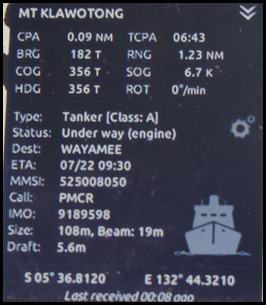 MT KLAWOTONG
CPA 0.09 NM TCPA 06:43
BRG 182 T RNG 1.23 NM
COG 356 T SOG 6.7 K
HDG 356 T ROT 0°/min
Type: Tanker [Class: A]
Status: Under way (engine)
Dest: WAYAMEE
ETA: 07/22 09:30
MMSI: 525008050
Call: PMCR
IMO: 9189598
Size: 108m, Beam: 19m
Draft: 5.6m
S 05° 36.8120 E 132° 44.3210
Last received 00:08 ago